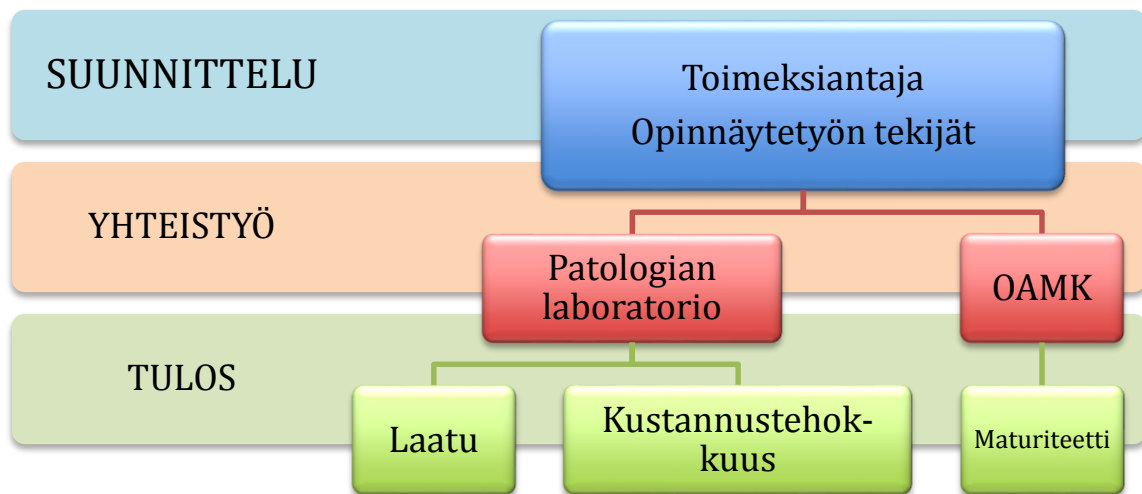 SUUNNITTELU
Toimeksiantaja
Opinnäytetyön tekijät
YHTEISTYÖ
Patologian
laboratorio
OAMK
TULOS
Laatu
Kustannustehok-
kuus
Maturiteetti